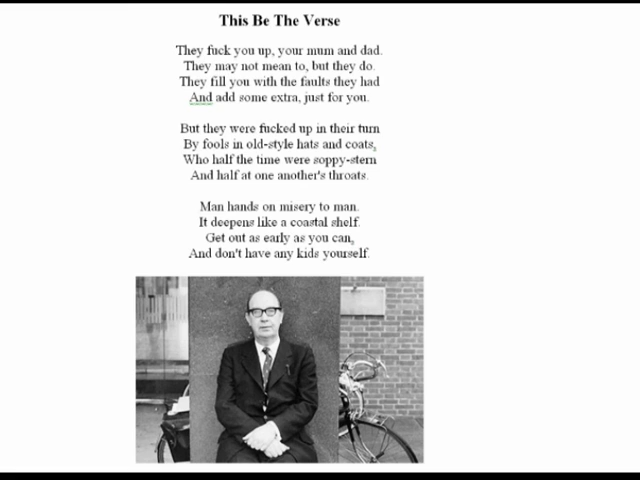 This Be The Verse
They fuck you up, your mum and dad.
They may not mean to, but they do.
They fill you with the faults they had
And add some extra, just for you.
But they were fucked up in their turn
By fools in old-style hats and coats,
Who half the time were soppy-stern
And half at one another's throats.
Man hands on misery to man.
It deepens like a coastal shelf.
Get out as early as you can,
And don't have any kids yourself.